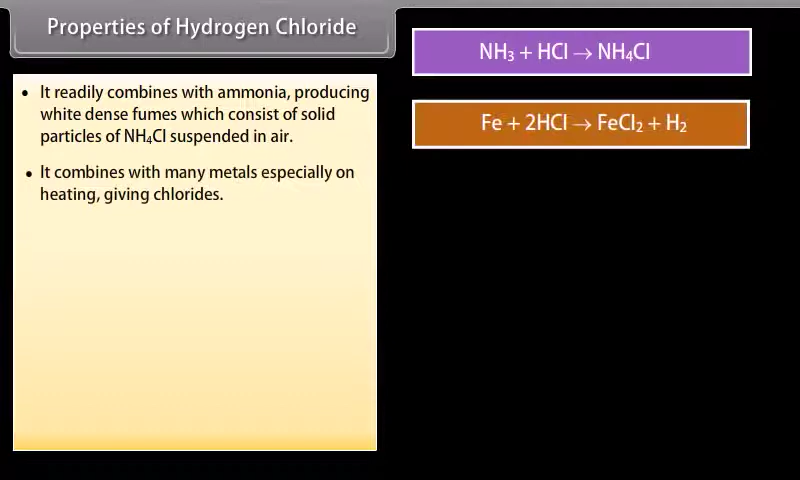 Properties of Hydrogen Chloride
• It readily combines with ammonia, producing
white dense fumes which consist of solid
particles of NH₄Cl suspended in air.
• It combines with many metals especially on
heating, giving chlorides.
NH₃ + HCl → NH₄Cl
Fe + 2HCl → FeCl₂ + H₂